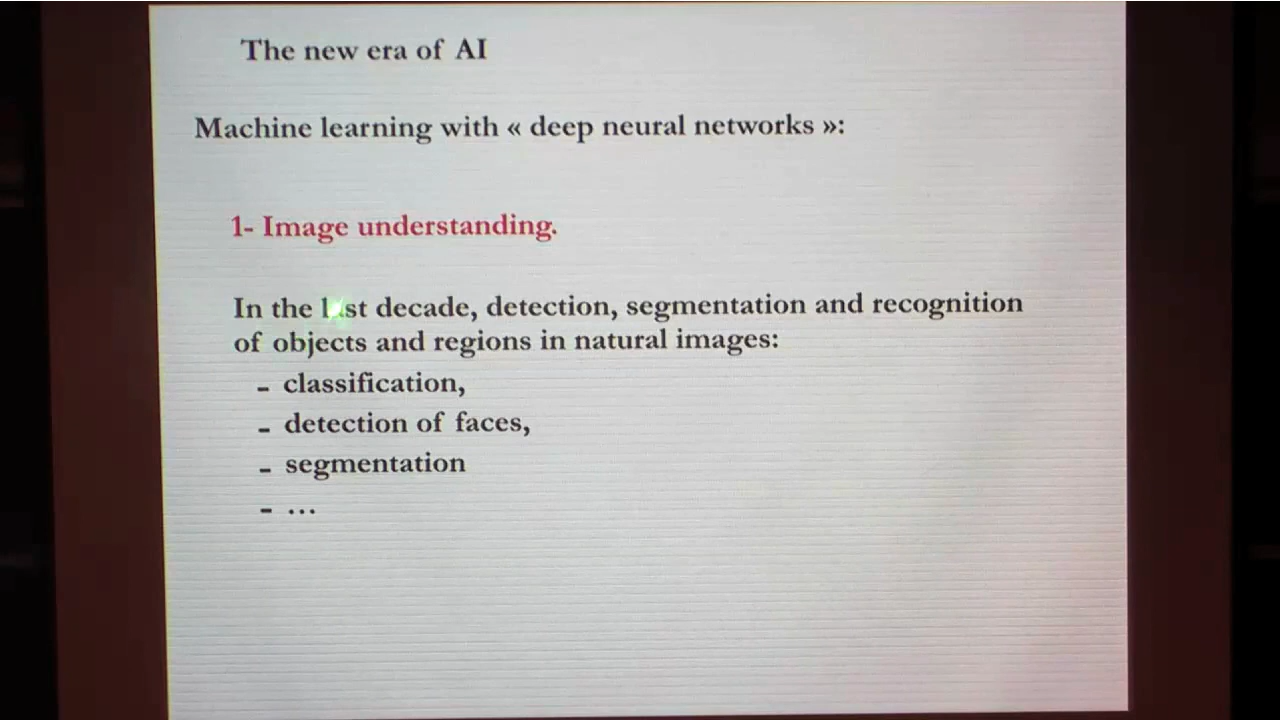 The new era of AI
Machine learning with « deep neural networks »:
1- Image understanding.
In the last decade, detection, segmentation and recognition
of objects and regions in natural images:
- classification,
- detection of faces,
- segmentation
- ...